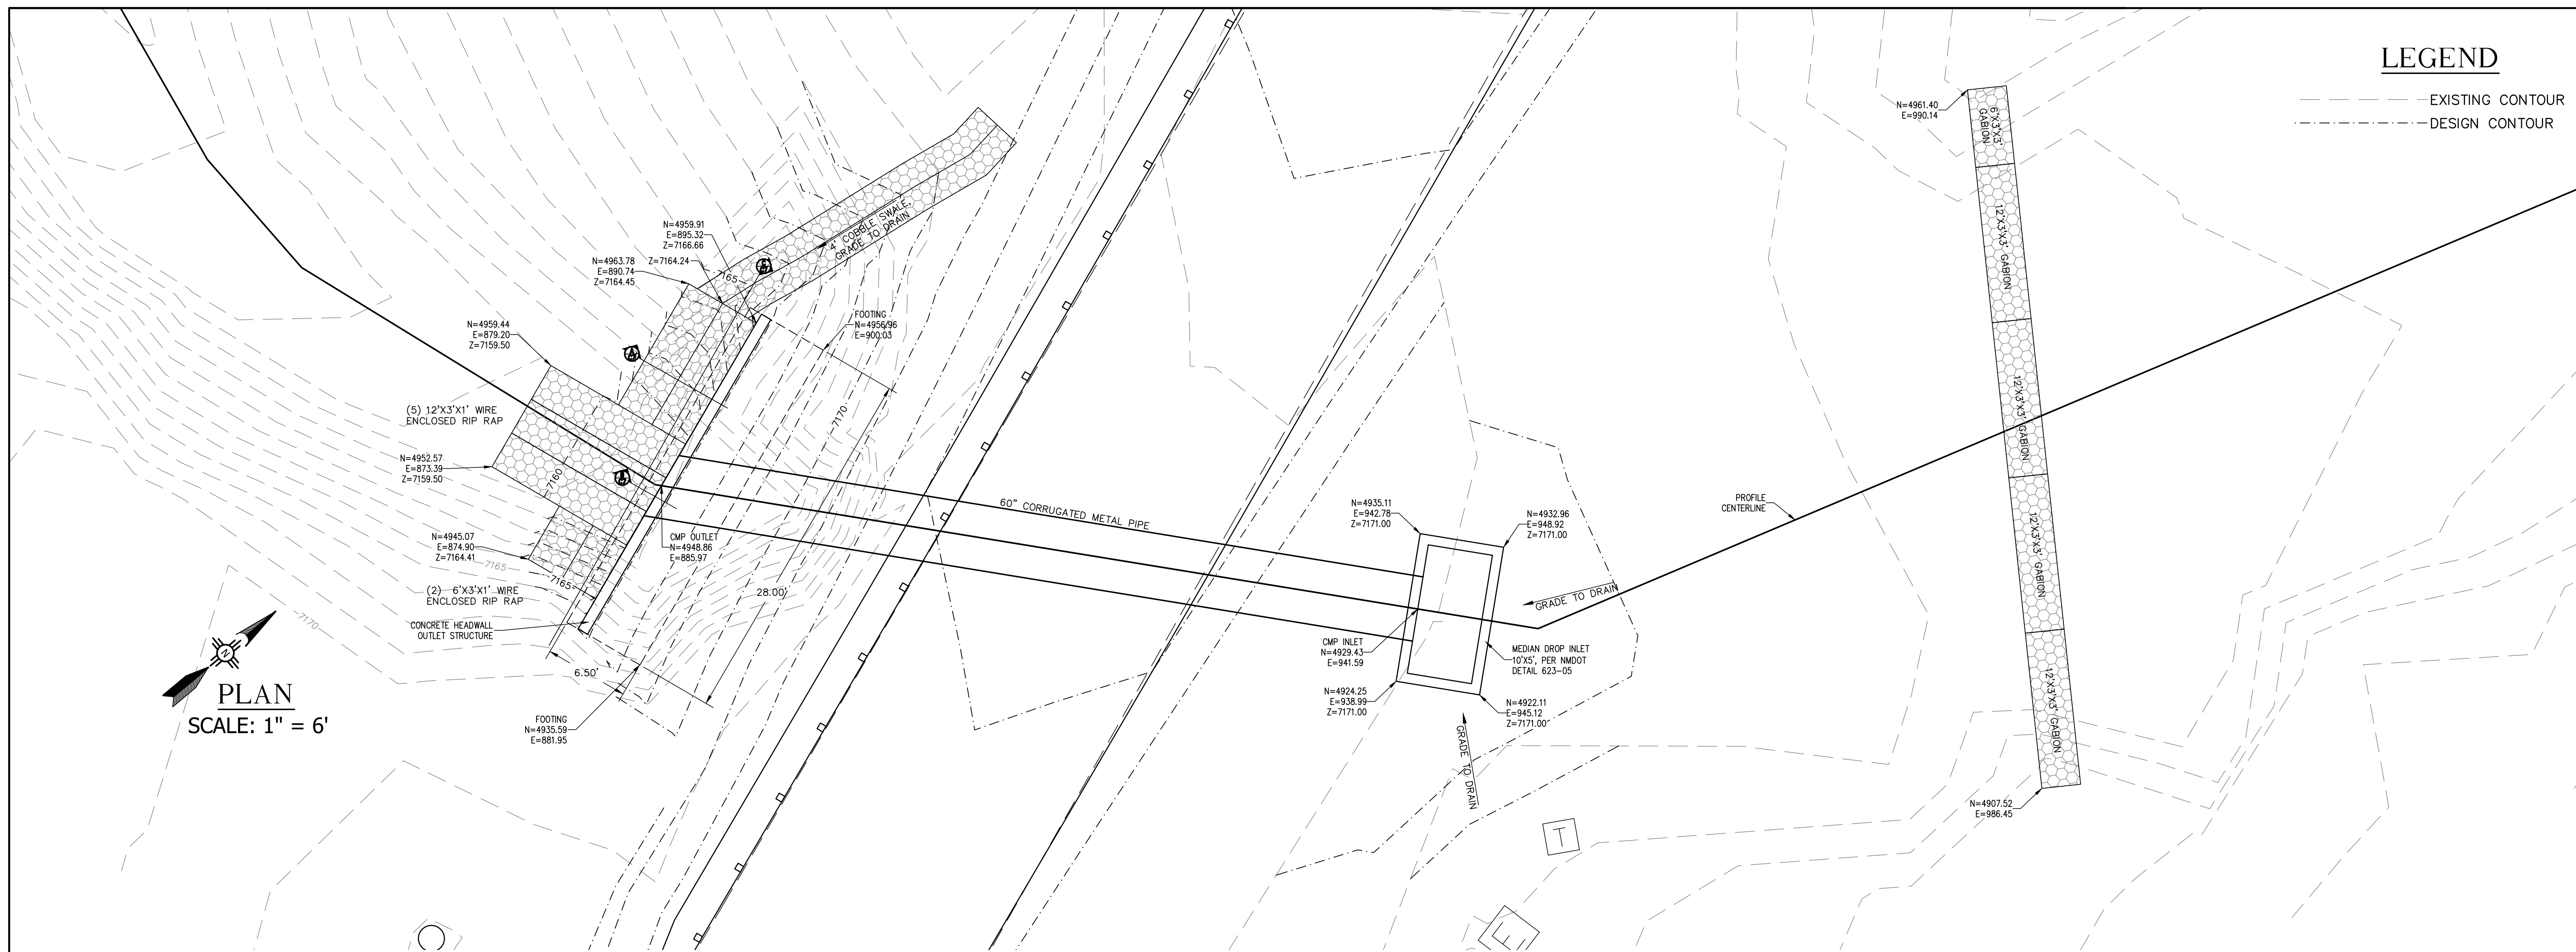 LEGEND
EXISTING CONTOUR
DESIGN CONTOUR
N=4961.40
E=990.14
6'X3'X3'
GABION
12'X3'X3' GABION
12'X3'X3' GABION
12'X3'X3' GABION
12'X3'X3' GABION
N=4907.52
E=986.45
PROFILE
CENTERLINE
N=4959.91
E=895.32
Z=7166.66
Z=7164.24
N=4963.78
E=890.74
Z=7164.45
165
4' COBBLE SWALE,
GRADE TO DRAIN
FOOTING
N=4956.96
E=900.03
N=4959.44
E=879.20
Z=7159.50
(5) 12'X3'X1' WIRE
ENCLOSED RIP RAP
N=4952.57
E=873.39
Z=7159.50
7160
7170
N=4945.07
E=874.90
Z=7164.41
7165
7165
(2) 6'X3'X1' WIRE
ENCLOSED RIP RAP
CONCRETE HEADWALL
OUTLET STRUCTURE
7170
CMP OUTLET
N=4948.86
E=885.97
60" CORRUGATED METAL PIPE
28.00'
6.50'
FOOTING
N=4935.59
E=881.95
N=4935.11
E=942.78
Z=7171.00
N=4932.96
E=948.92
Z=7171.00
GRADE TO DRAIN
CMP INLET
N=4929.43
E=941.59
MEDIAN DROP INLET
10'X5', PER NMDOT
DETAIL 623-05
N=4924.25
E=938.99
Z=7171.00
N=4922.11
E=945.12
Z=7171.00
GRADE TO DRAIN
T
E
N
PLAN
SCALE: 1" = 6'